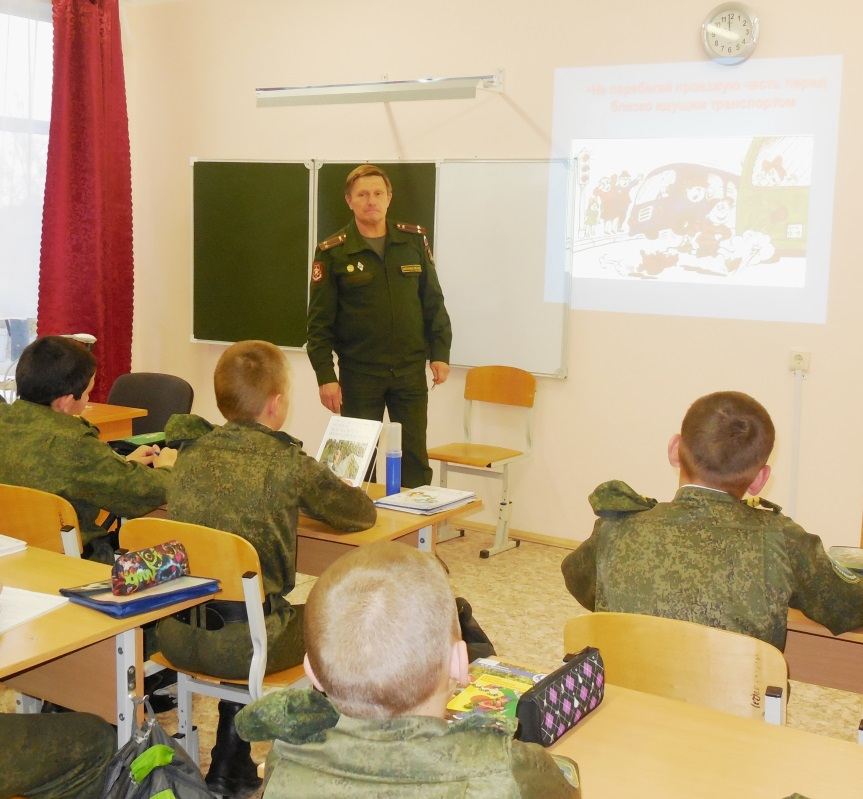 Не перебегай проезжую часть перед
близко идущим транспортом